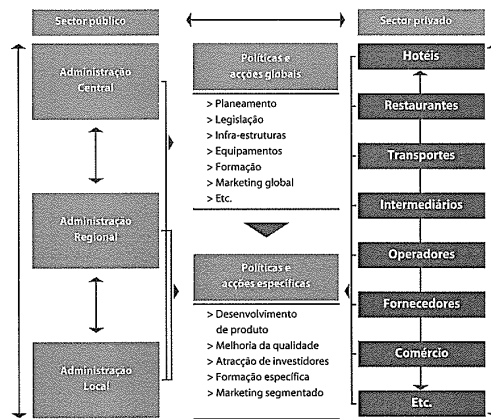 Sector público
Sector privado
Administração
Central
Administração
Regional
Administração
Local
Políticas e
acções globais
> Planeamento
> Legislação
> Infra-estruturas
> Equipamentos
> Formação
> Marketing global
> Etc.
Políticas e
acções específicas
> Desenvolvimento
de produto
> Melhoria da qualidade
> Atracção de investidores
> Formação específica
> Marketing segmentado
Hotéis
Restaurantes
Transportes
Intermediários
Operadores
Fornecedores
Comércio
Etc.